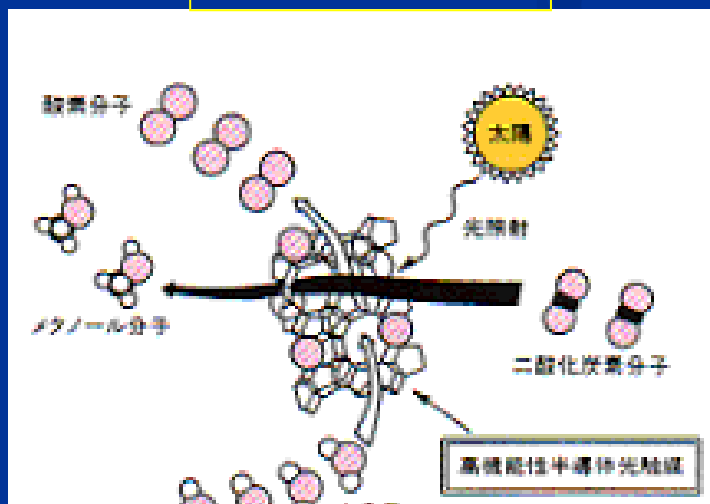 酸素分子
太陽
光照射
メタノール分子
二酸化炭素分子
高機能性半導体光触媒